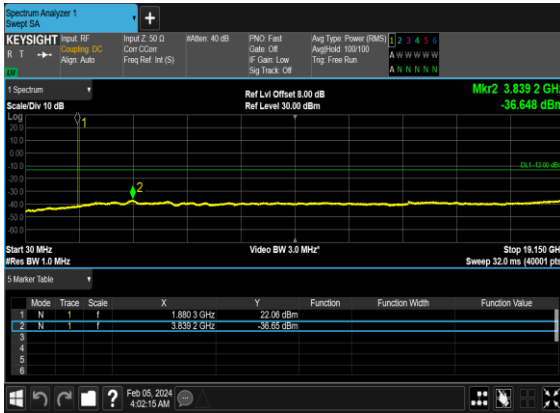 Spectrum Analyzer 1
Swept SA
+
KEYSIGHT Input: RF Input Z: 50 Ω #Atten: 40 dB PNO: Fast Avg Type: Power (RMS) 1 2 3 4 5 6
R T Coupling: DC Corr CCorr Gate: Off Avg|Hold: 100/100 A W W W W W
Align: Auto Freq Ref: Int (S) IF Gain: Low Trig: Free Run
Sig Track: Off A N N N N N
1 Spectrum Ref Lvl Offset 8.00 dB Mkr2 3.839 2 GHz
Scale/Div 10 dB Ref Level 30.00 dBm -36.648 dBm
Log
20.0
10.0
0.00
-10.0
DL1 -13.00 dBm
-20.0
-30.0
-40.0
-50.0
-60.0
1
2
Start 30 MHz Video BW 3.0 MHz* Stop 19.150 GHz
#Res BW 1.0 MHz Sweep 32.0 ms (40001 pts)
5 Marker Table
Mode Trace Scale X Y Function Function Width Function Value
1 N 1 f 1.880 3 GHz 22.06 dBm
2 N 1 f 3.839 2 GHz -36.65 dBm
3
4
5
6
? Feb 05, 2024
4:02:15 AM